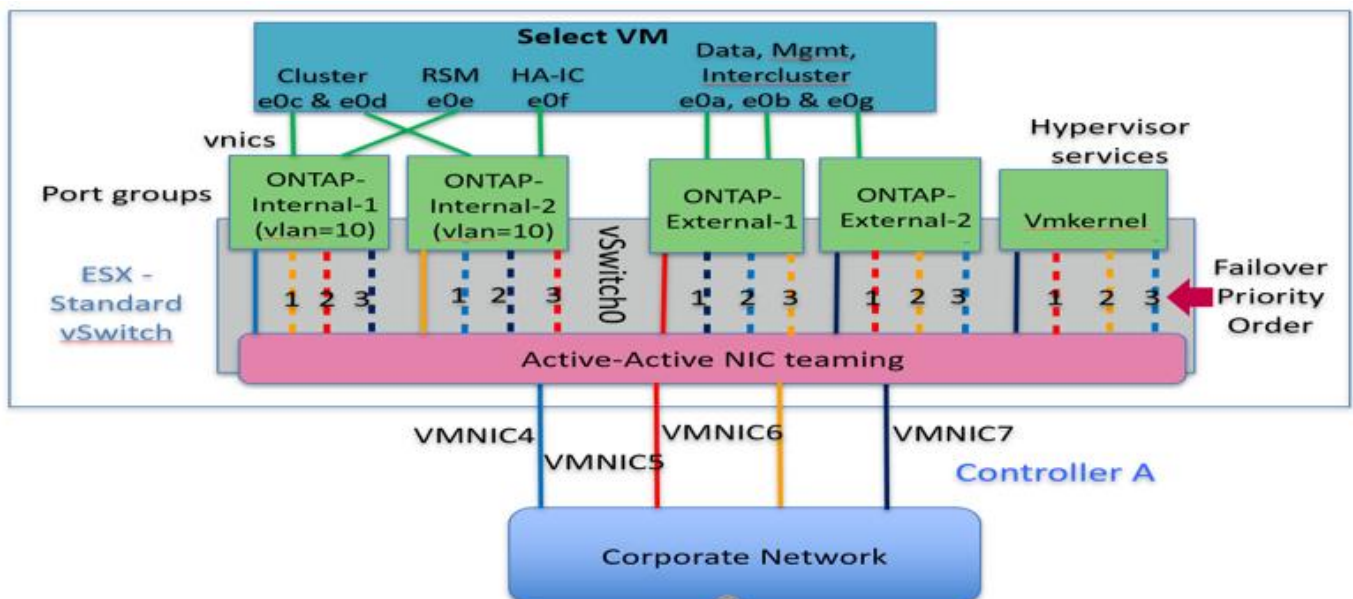 Select VM
Cluster
e0c & e0d
RSM
e0e
HA-IC
e0f
Data, Mgmt,
Intercluster
e0a, e0b & e0g
vnics
Hypervisor
services
Port groups
ONTAP-
Internal-1
(vlan=10)
ONTAP-
Internal-2
(vlan=10)
vSwitch0
ONTAP-
External-1
ONTAP-
External-2
Vmkernel
ESX -
Standard
vSwitch
1 2 3
1 2 3
1 2 3
1 2 3
1 2 3
Failover
Priority
Order
Active-Active NIC teaming
VMNIC4
VMNIC5
VMNIC6
VMNIC7
Controller A
Corporate Network